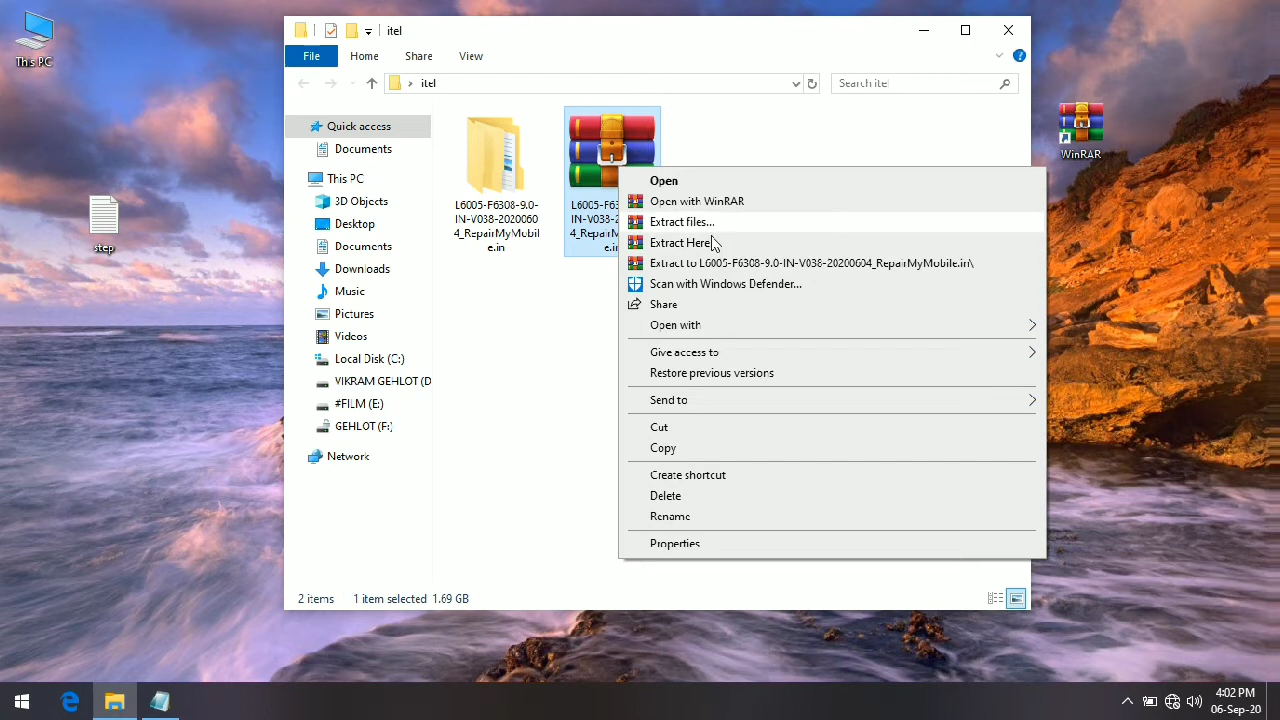 This PC
step
WinRAR
itel
File
Home
Share
View
itel
Search itel
Quick access
Documents
This PC
3D Objects
Desktop
Documents
Downloads
Music
Pictures
Videos
Local Disk (C:)
VIKRAM GEHLOT (D
#FILM (E:)
GEHLOT (F:)
Network
L6005-F6308-9.0-
IN-V038-2020060
4_RepairMyMobil
e.in
L6005-F63
IN-V038-2
4_RepairM
e.in
Open
Open with WinRAR
Extract files...
Extract Here
Extract to L6005-F6308-9.0-IN-V038-20200604_RepairMyMobile.in\
Scan with Windows Defender...
Share
Open with
Give access to
Restore previous versions
Send to
Cut
Copy
Create shortcut
Delete
Rename
Properties
2 items
1 item selected 1.69 GB
4:02 PM
06-Sep-20